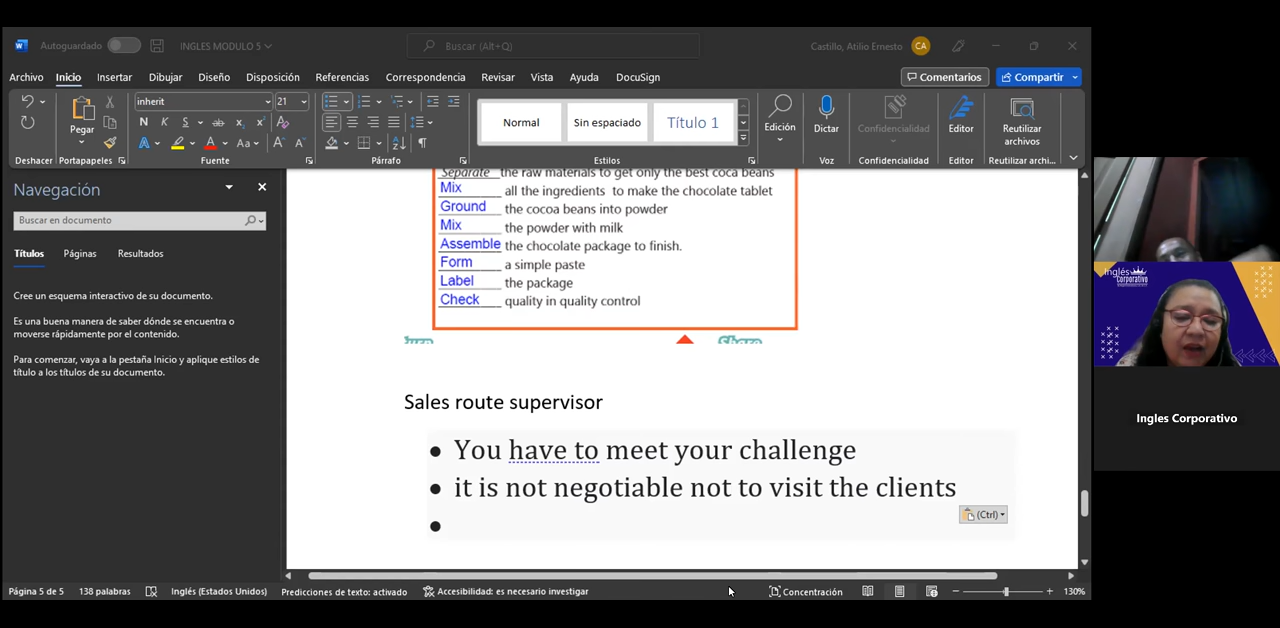 Autoguardado
INGLES MODULO 5
Buscar (Alt+Q)
Castillo, Atilio Ernesto
CA
Archivo Inicio Insertar Dibujar Diseño Disposición Referencias Correspondencia Revisar Vista Ayuda DocuSign
Comentarios
Compartir
Pegar
inherit
21
N K S ab x₂ x²
A A Aa A A
Normal
Sin espaciado
Título 1
Edición
Dictar
Confidencialidad
Editor
Reutilizar archivos
Deshacer Portapapeles Fuente Párrafo Estilos Voz Confidencialidad Editor Reutilizar archi...
Navegación
Buscar en documento
Títulos Páginas Resultados
Cree un esquema interactivo de su documento.
Es una buena manera de saber dónde se encuentra o
moverse rápidamente por el contenido.
Para comenzar, vaya a la pestaña Inicio y aplique estilos de
título a los títulos de su documento.
Separate the raw materials to get only the best coca beans
Mix all the ingredients to make the chocolate tablet
Ground the cocoa beans into powder
Mix the powder with milk
Assemble the chocolate package to finish.
Form a simple paste
Label the package
Check quality in quality control
Share
Sales route supervisor
• You have to meet your challenge
• it is not negotiable not to visit the clients
•
(Ctrl)
Inglés
Corporativo
Ingles Corporativo
Página 5 de 5 138 palabras Inglés (Estados Unidos) Predicciones de texto: activado Accesibilidad: es necesario investigar Concentración 130%